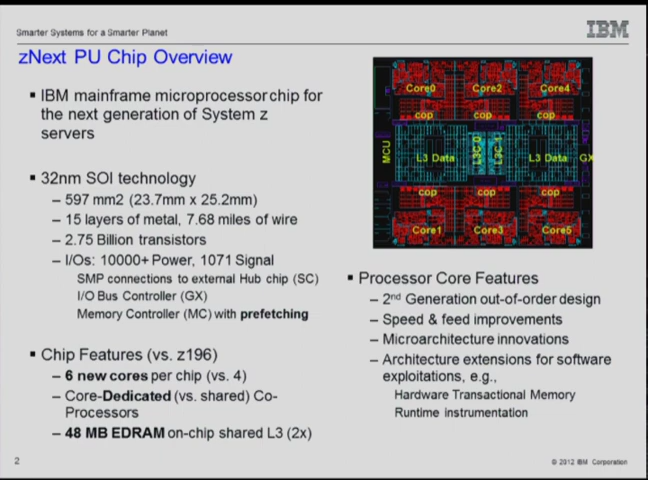 Smarter Systems for a Smarter Planet
IBM
zNext PU Chip Overview
▪ IBM mainframe microprocessor chip for
the next generation of System z
servers
▪ 32nm SOI technology
– 597 mm2 (23.7mm x 25.2mm)
– 15 layers of metal, 7.68 miles of wire
– 2.75 Billion transistors
– I/Os: 10000+ Power, 1071 Signal
SMP connections to external Hub chip (SC)
I/O Bus Controller (GX)
Memory Controller (MC) with prefetching
▪ Chip Features (vs. z196)
– 6 new cores per chip (vs. 4)
– Core-Dedicated (vs. shared) Co-
Processors
– 48 MB EDRAM on-chip shared L3 (2x)
Core0 Core2 Core4
cop cop cop
MCU L3 Data L3C-0 L3C-1 L3 Data GX
cop cop cop
Core1 Core3 Core5
▪ Processor Core Features
– 2nd Generation out-of-order design
– Speed & feed improvements
– Microarchitecture innovations
– Architecture extensions for software
exploitations, e.g.,
Hardware Transactional Memory
Runtime instrumentation
2
© 2012 IBM Corporation